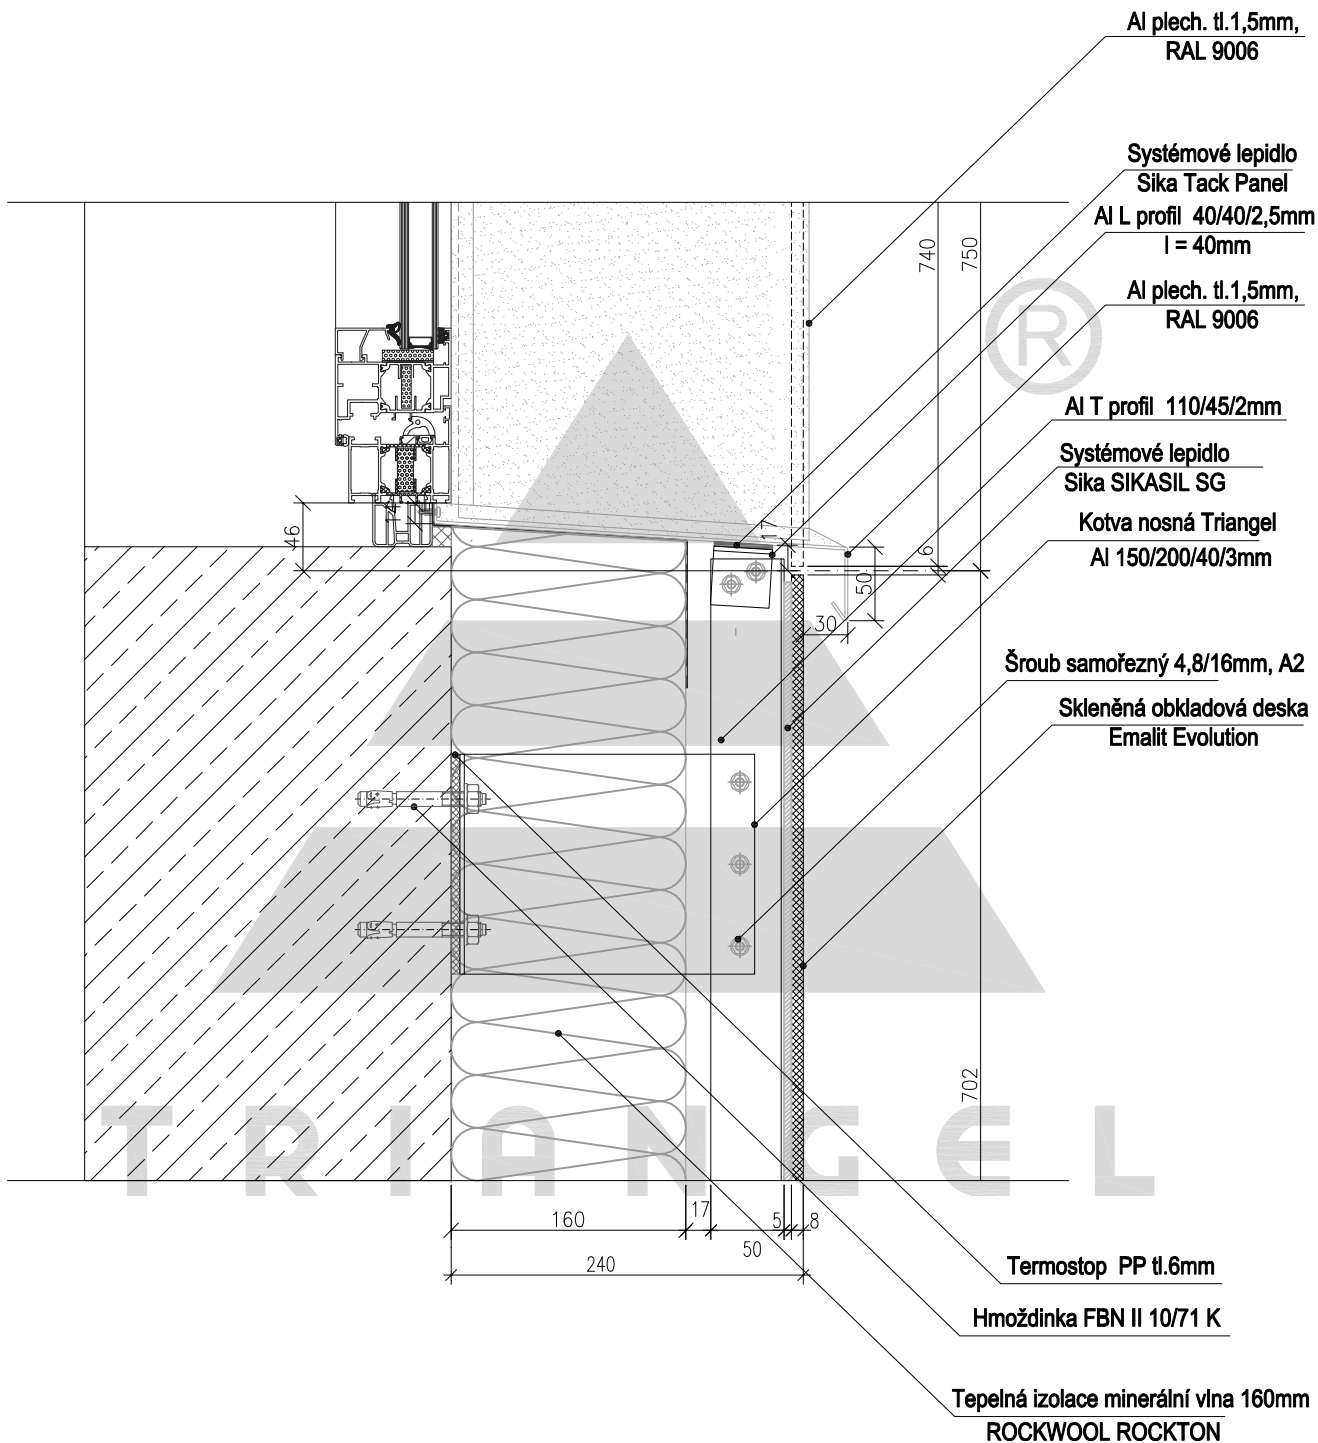 Al plech. tl.1,5mm,
RAL 9006
Systémové lepidlo
Sika Tack Panel
Al L profil 40/40/2,5mm
l = 40mm
740
750
®
Al plech. tl.1,5mm,
RAL 9006
Al T profil 110/45/2mm
Systémové lepidlo
Sika SIKASIL SG
Kotva nosná Triangel
Al 150/200/40/3mm
46
17
6
50
30
Šroub samořezný 4,8/16mm, A2
Skleněná obkladová deska
Emalit Evolution
702
TRIANGEL
160
17
5
8
50
240
Termostop PP tl.6mm
Hmoždinka FBN II 10/71 K
Tepelná izolace minerální vlna 160mm
ROCKWOOL ROCKTON